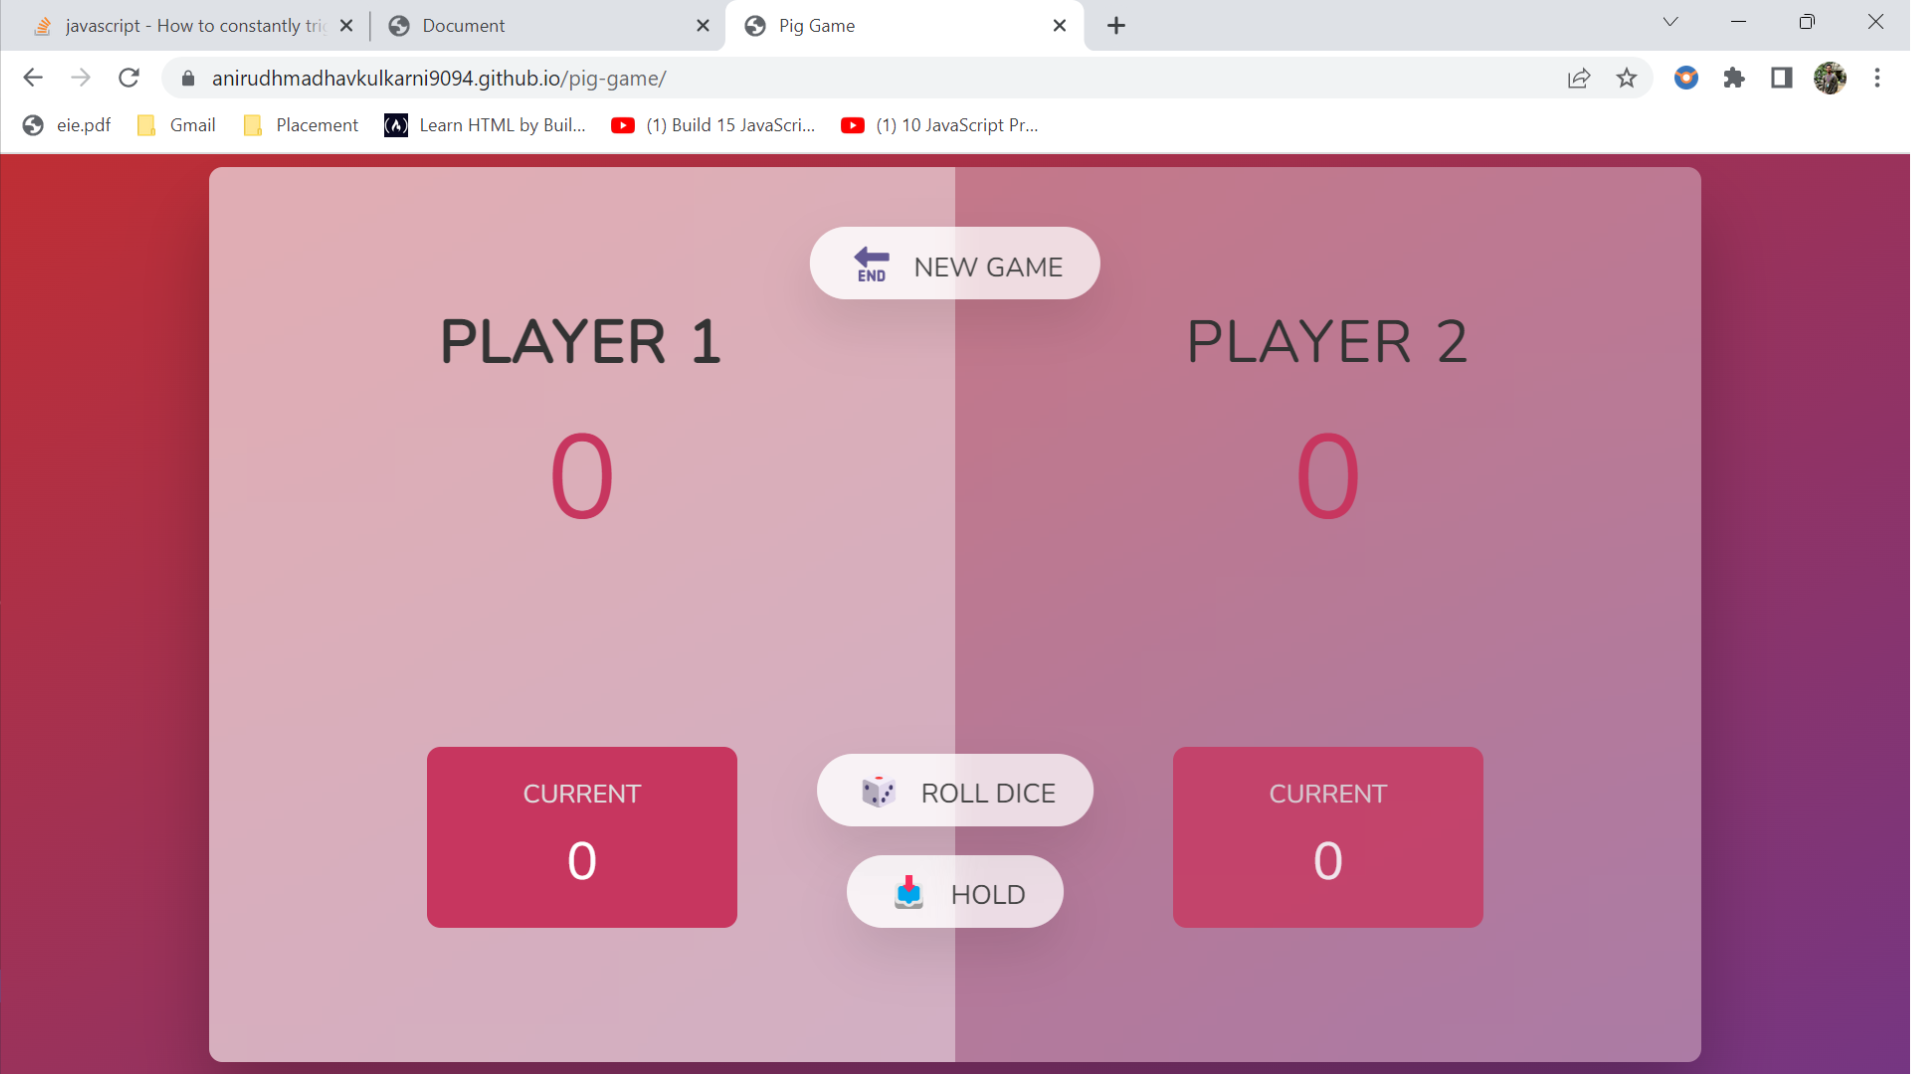 javascript - How to constantly tri
Document
Pig Game
anirudhmadhavkulkarni9094.github.io/pig-game/
eie.pdf
Gmail
Placement
Learn HTML by Buil...
(1) Build 15 JavaScri...
(1) 10 JavaScript Pr...
END NEW GAME
PLAYER 1
PLAYER 2
0
0
CURRENT
0
ROLL DICE
HOLD
CURRENT
0